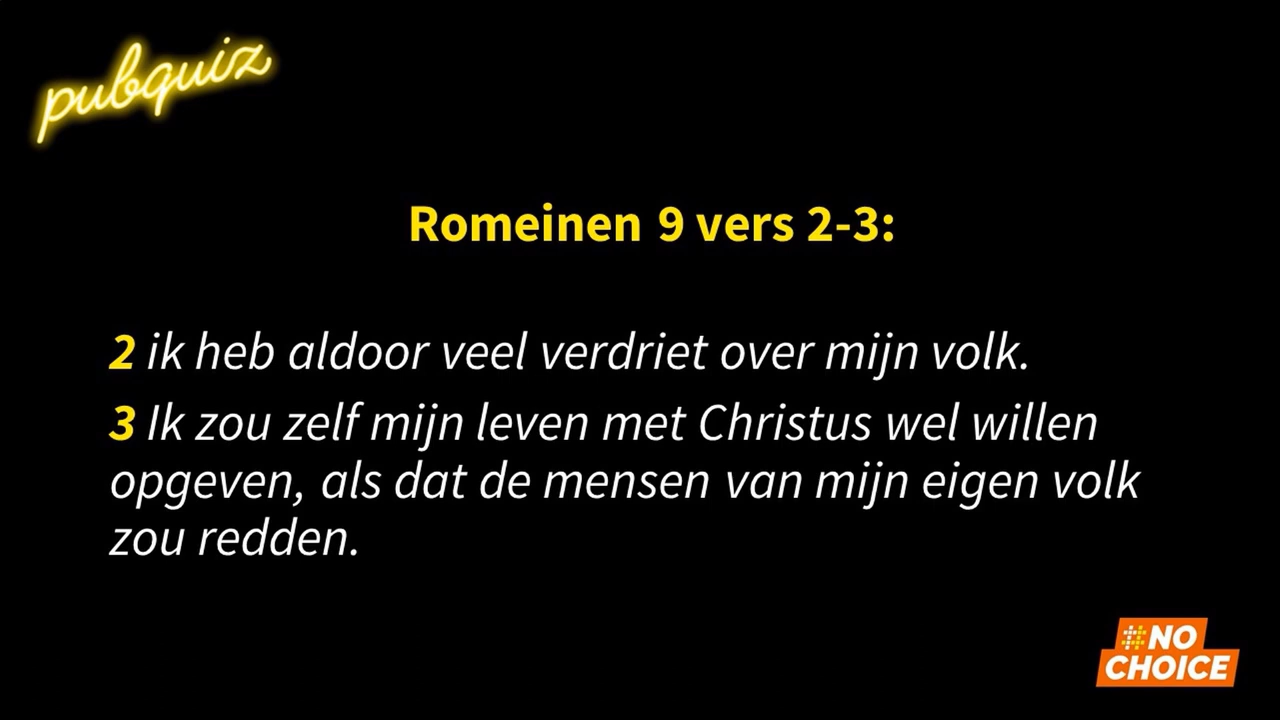 pubquiz
Romeinen 9 vers 2-3:
2 ik heb aldoor veel verdriet over mijn volk.
3 Ik zou zelf mijn leven met Christus wel willen
opgeven, als dat de mensen van mijn eigen volk
zou redden.
#NO
CHOICE